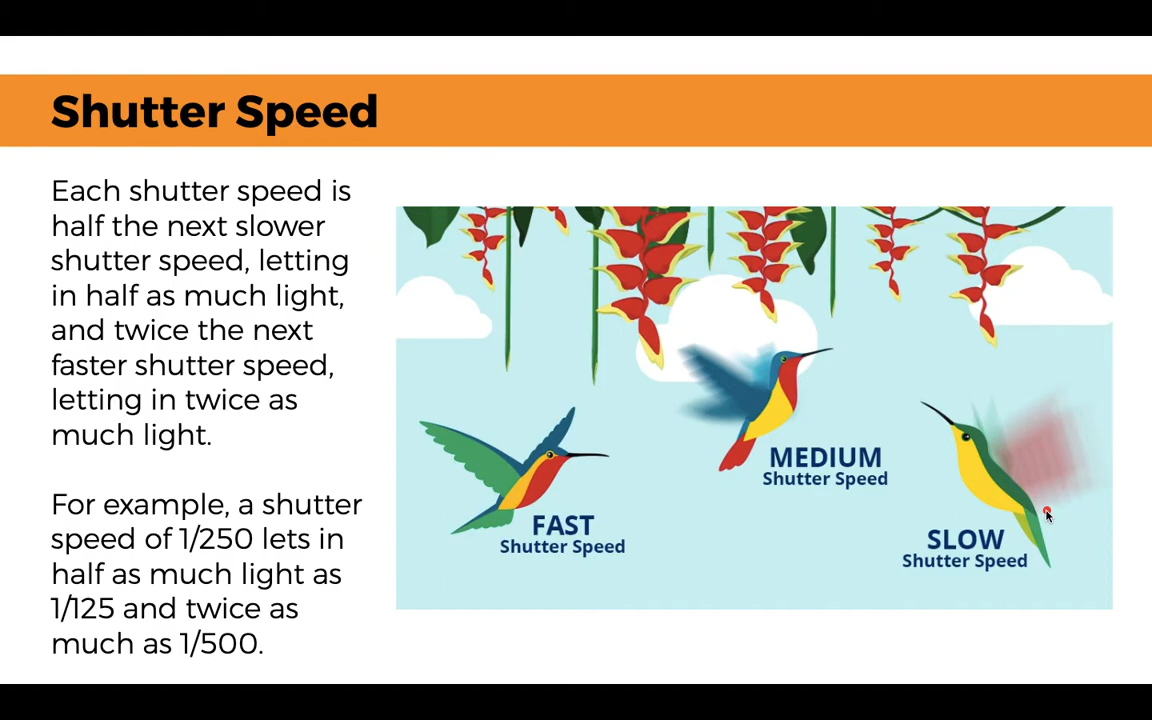 Shutter Speed
Each shutter speed is
half the next slower
shutter speed, letting
in half as much light,
and twice the next
faster shutter speed,
letting in twice as
much light.
For example, a shutter
speed of 1/250 lets in
half as much light as
1/125 and twice as
much as 1/500.
FAST
Shutter Speed
MEDIUM
Shutter Speed
SLOW
Shutter Speed